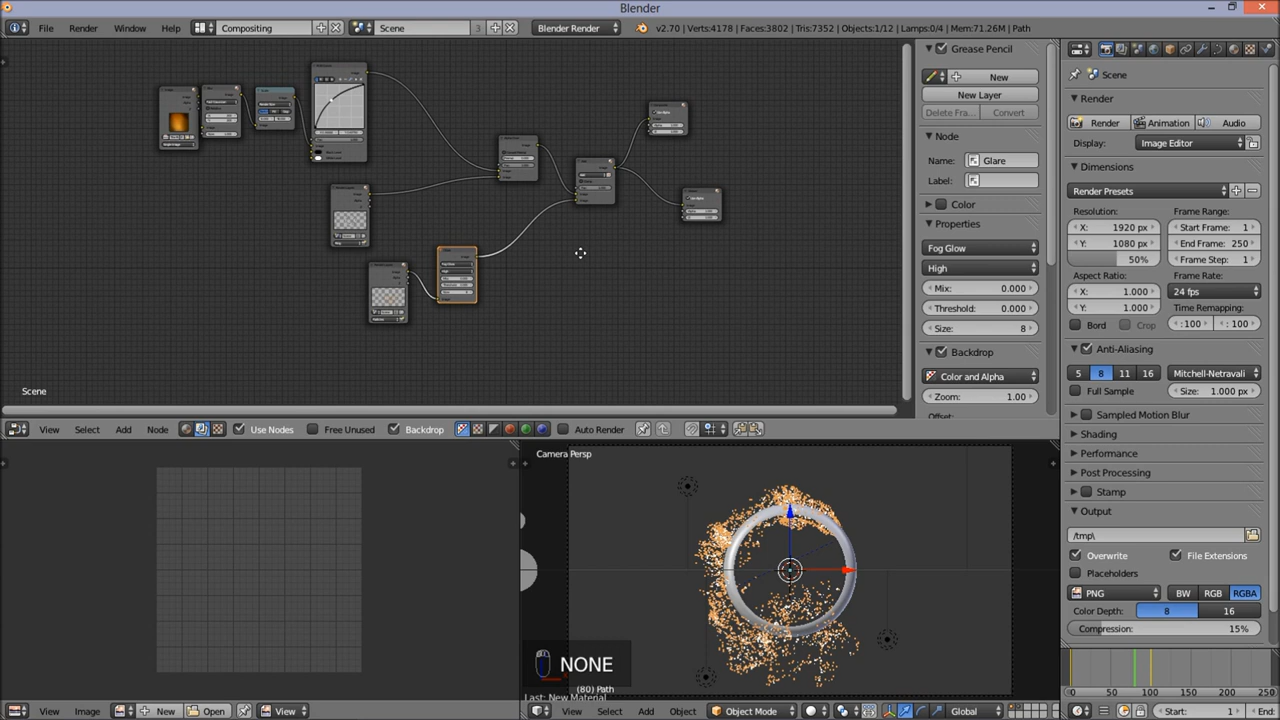 Blender
File Render Window Help Compositing Scene 3 Blender Render v2.70 | Verts:4178 | Faces:3802 | Tris:7352 | Objects:1/12 | Lamps:0/4 | Mem:71.26M | Path
Grease Pencil
New
New Layer
Delete Fra... Convert
Node
Name: Glare
Label:
Color
Properties
Fog Glow
High
Mix: 0.000
Threshold: 0.000
Size: 8
Backdrop
Color and Alpha
Zoom: 1.00
Offset:
Scene
Render
Render Animation Audio
Display: Image Editor
Dimensions
Render Presets
Resolution: Frame Range:
X: 1920 px Start Frame: 1
Y: 1080 px End Frame: 250
50% Frame Step: 1
Aspect Ratio: Frame Rate:
X: 1.000 24 fps
Y: 1.000 Time Remapping:
Bord Crop :100 : 100
Anti-Aliasing
5 8 11 16 Mitchell-Netravali
Full Sample Size: 1.000 px
Sampled Motion Blur
Shading
Performance
Post Processing
Stamp
Output
/tmp\
Overwrite File Extensions
Placeholders
PNG BW RGB RGBA
Color Depth: 8 16
Compression: 15%
Scene
View Select Add Node Use Nodes Free Unused Backdrop Auto Render
Camera Persp
NONE
(80) Path
Last: New Material
0 50 100 150 200 250
View Image New Open View
View Select Add Object Object Mode Global
Start: 1 End: